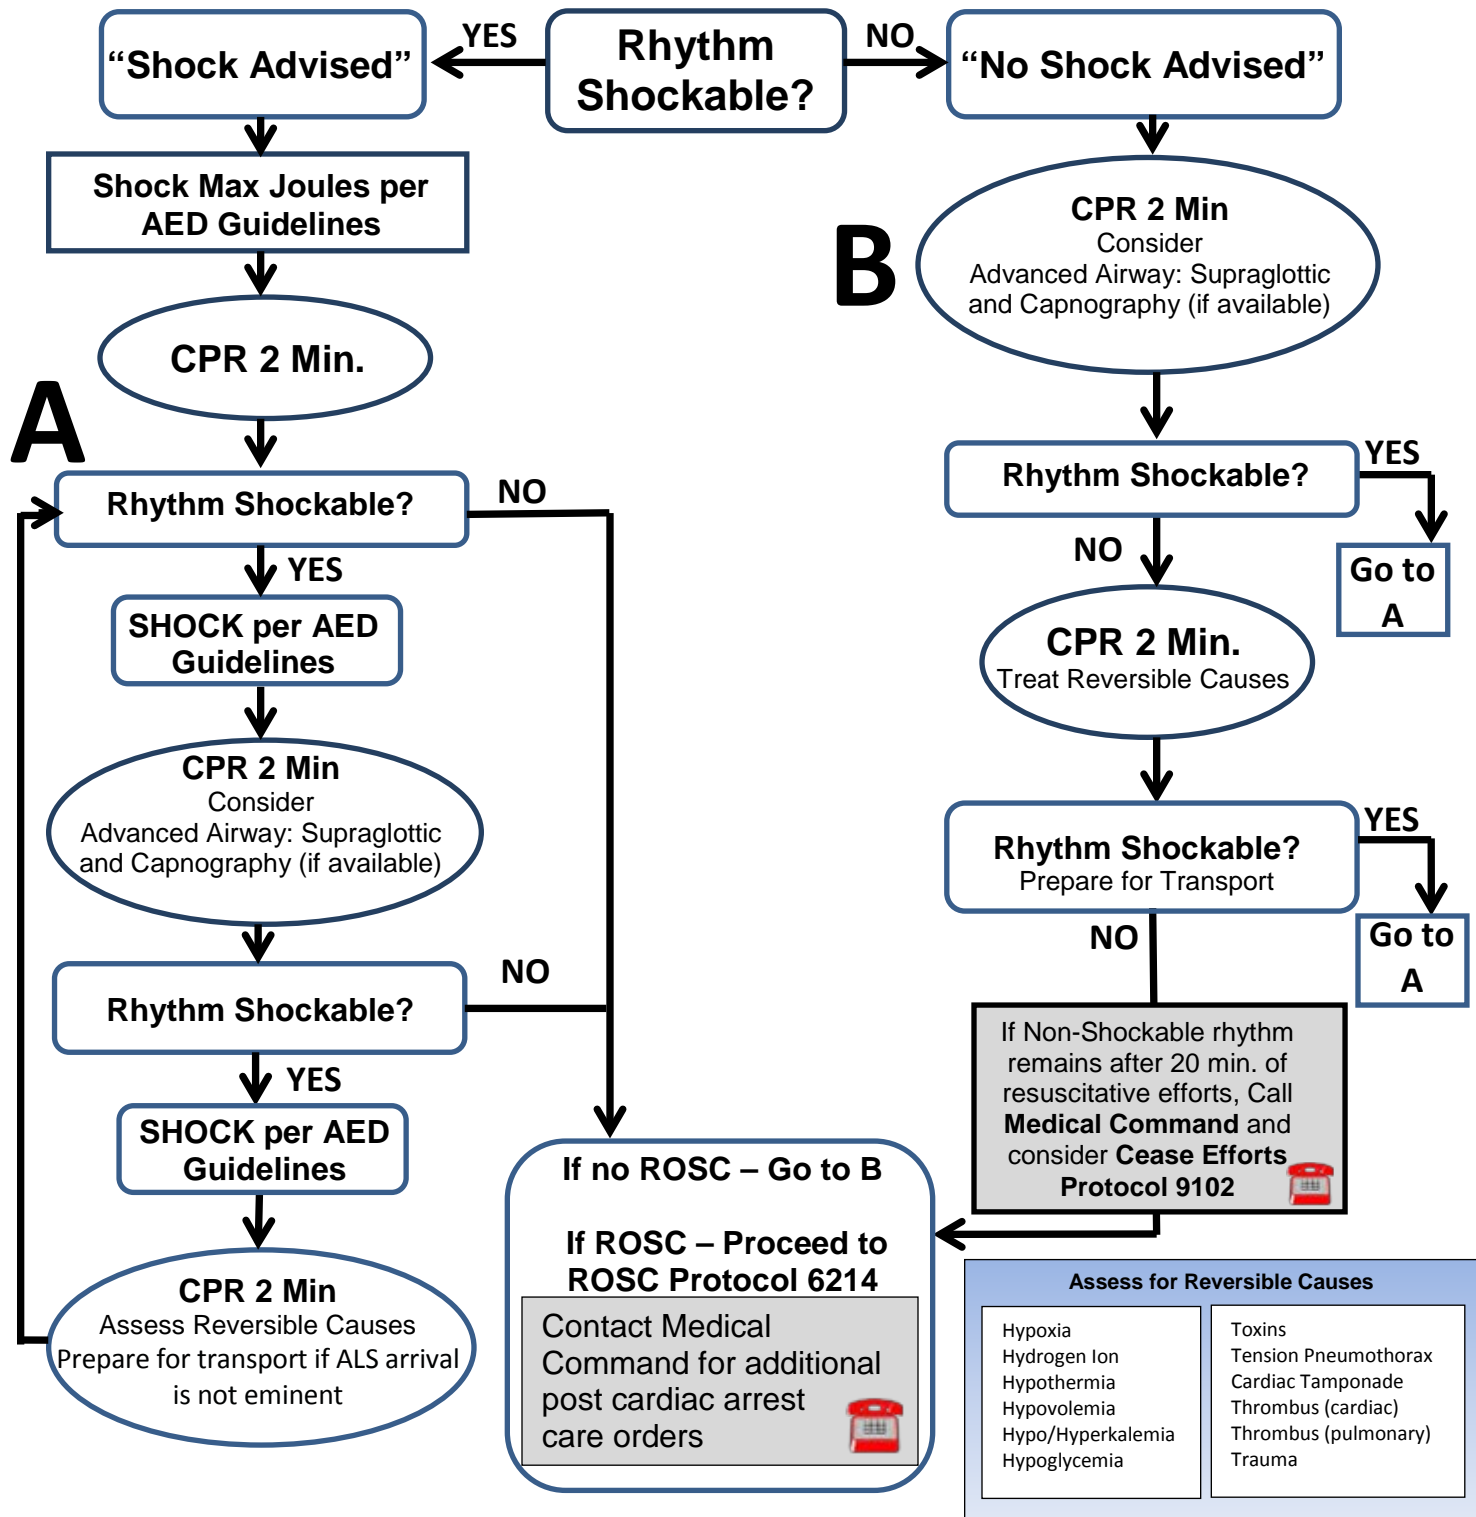 Rhythm
Shockable?
YES
NO
“Shock Advised”
“No Shock Advised”
Shock Max Joules per
AED Guidelines
CPR 2 Min.
A
Rhythm Shockable?
NO
YES
SHOCK per AED
Guidelines
CPR 2 Min
Consider
Advanced Airway: Supraglottic
and Capnography (if available)
Rhythm Shockable?
NO
YES
SHOCK per AED
Guidelines
CPR 2 Min
Assess Reversible Causes
Prepare for transport if ALS arrival
is not eminent
B
CPR 2 Min
Consider
Advanced Airway: Supraglottic
and Capnography (if available)
Rhythm Shockable?
YES
Go to
A
NO
CPR 2 Min.
Treat Reversible Causes
Rhythm Shockable?
Prepare for Transport
YES
Go to
A
NO
If Non-Shockable rhythm
remains after 20 min. of
resuscitative efforts, Call
Medical Command and
consider Cease Efforts
Protocol 9102
If no ROSC – Go to B
If ROSC – Proceed to
ROSC Protocol 6214
Contact Medical
Command for additional
post cardiac arrest
care orders
Assess for Reversible Causes
Hypoxia
Hydrogen Ion
Hypothermia
Hypovolemia
Hypo/Hyperkalemia
Hypoglycemia
Toxins
Tension Pneumothorax
Cardiac Tamponade
Thrombus (cardiac)
Thrombus (pulmonary)
Trauma